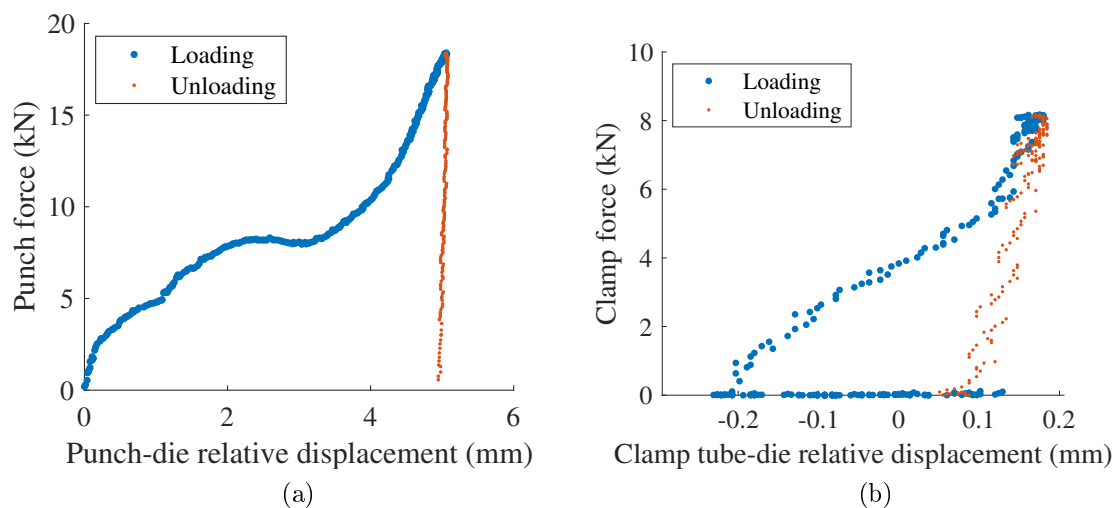 20
15
10
5
0
Punch force (kN)
Loading
Unloading
0
2
4
6
Punch-die relative displacement (mm)
(a)
10
8
6
4
2
0
Clamp force (kN)
Loading
Unloading
-0.2
-0.1
0
0.1
0.2
Clamp tube-die relative displacement (mm)
(b)